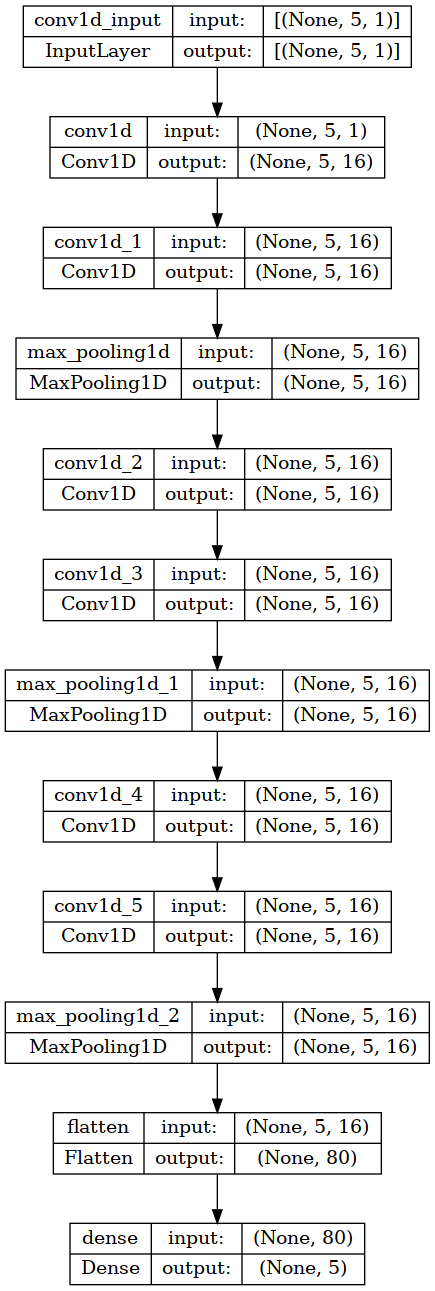 conv1d_input input: [(None, 5, 1)]
InputLayer output: [(None, 5, 1)]
conv1d input: (None, 5, 1)
Conv1D output: (None, 5, 16)
conv1d_1 input: (None, 5, 16)
Conv1D output: (None, 5, 16)
max_pooling1d input: (None, 5, 16)
MaxPooling1D output: (None, 5, 16)
conv1d_2 input: (None, 5, 16)
Conv1D output: (None, 5, 16)
conv1d_3 input: (None, 5, 16)
Conv1D output: (None, 5, 16)
max_pooling1d_1 input: (None, 5, 16)
MaxPooling1D output: (None, 5, 16)
conv1d_4 input: (None, 5, 16)
Conv1D output: (None, 5, 16)
conv1d_5 input: (None, 5, 16)
Conv1D output: (None, 5, 16)
max_pooling1d_2 input: (None, 5, 16)
MaxPooling1D output: (None, 5, 16)
flatten input: (None, 5, 16)
Flatten output: (None, 80)
dense input: (None, 80)
Dense output: (None, 5)